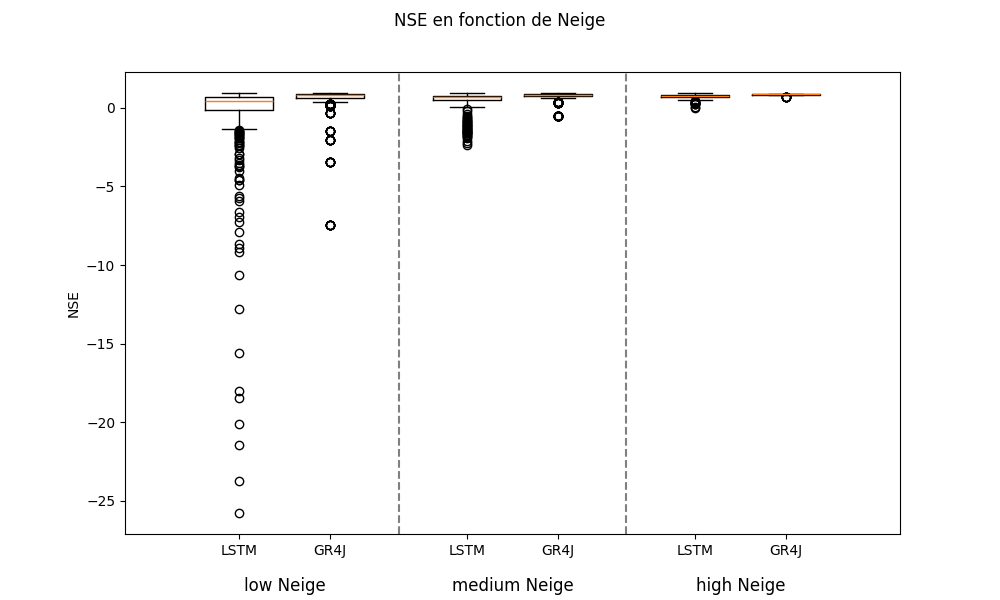 NSE en fonction de Neige
NSE
0
−5
−10
−15
−20
−25
LSTM GR4J LSTM GR4J LSTM GR4J
low Neige medium Neige high Neige